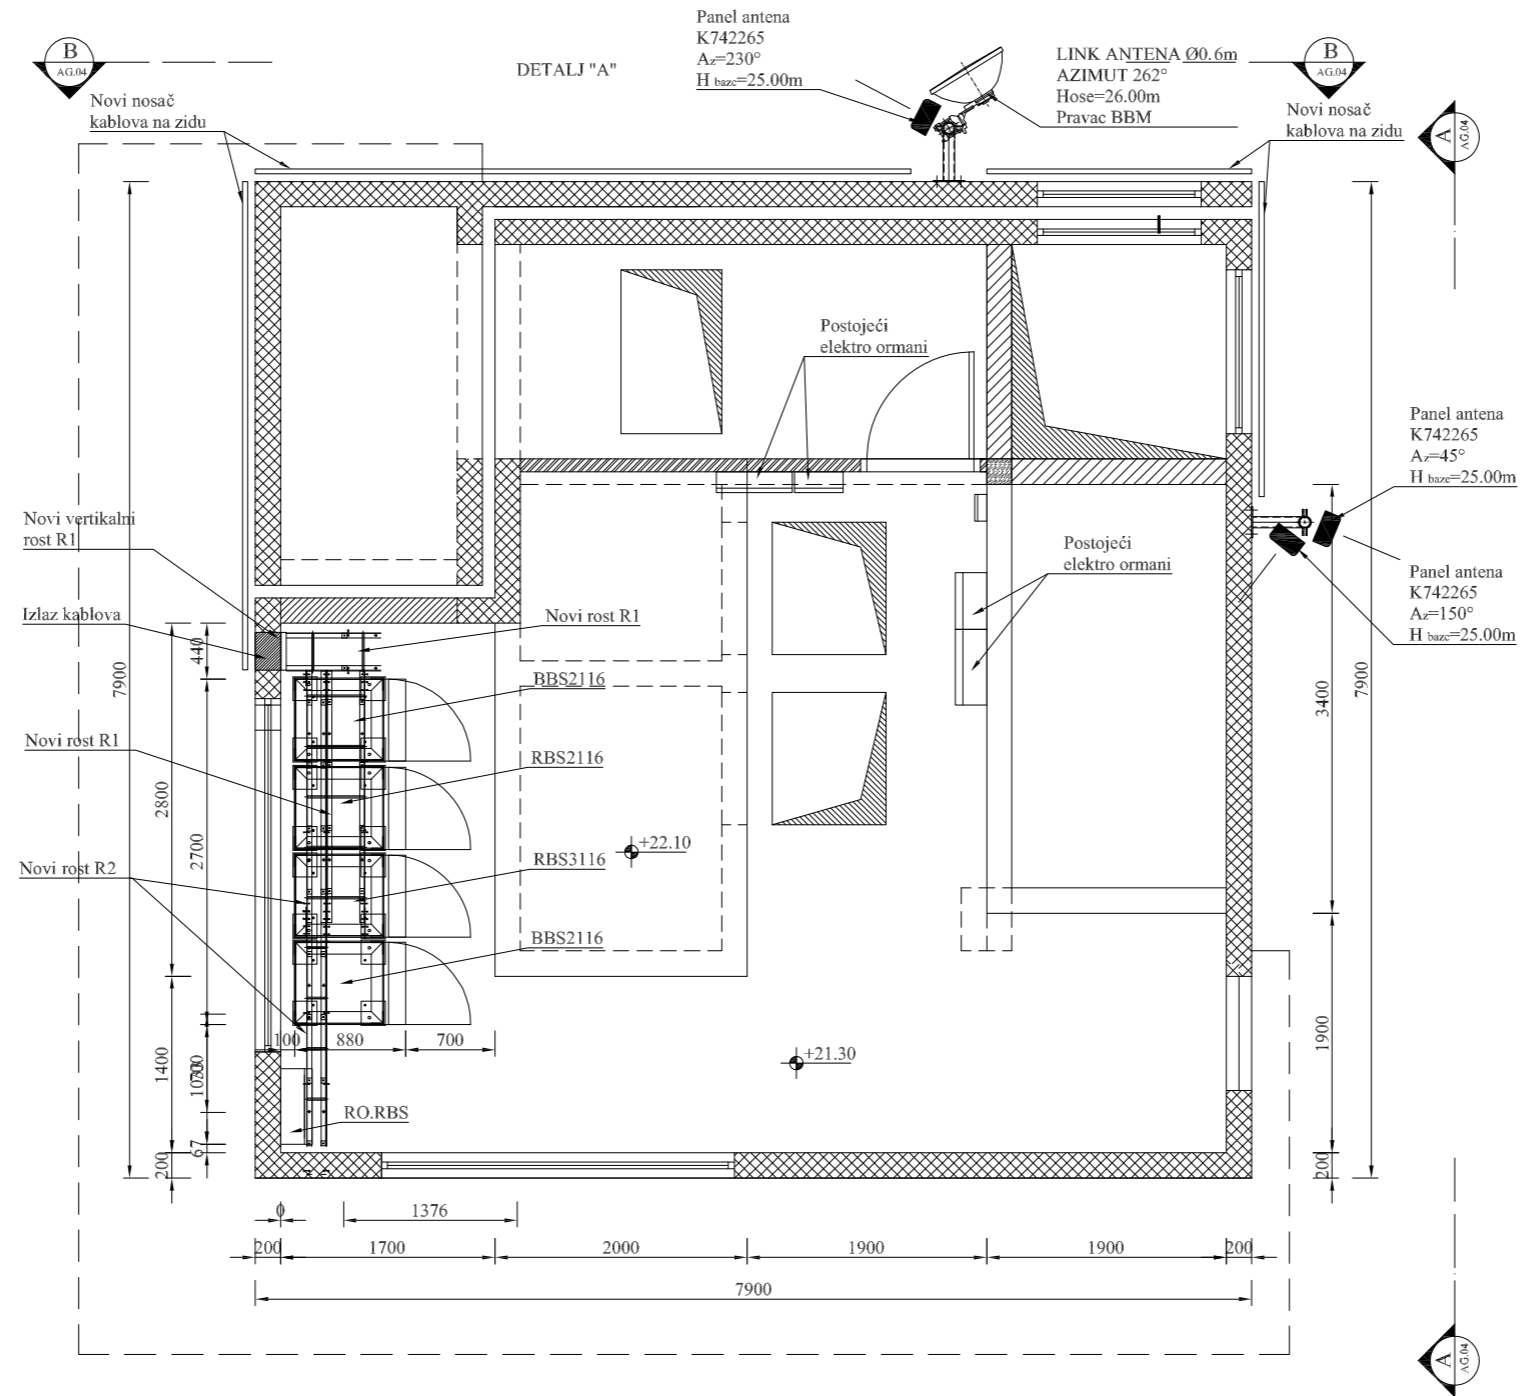 Panel antena
K742265
Az=230°
H baze=25.00m
B
AG.04
DETALJ "A"
LINK ANTENA Ø0.6m
AZIMUT 262°
Hose=26.00m
Pravac BBM
B
AG.04
Novi nosač
kablova na zidu
Novi nosač
kablova na zidu
A
AG.04
Postojeći
elektro ormani
Panel antena
K742265
Az=45°
H baze=25.00m
Novi vertikalni
rost R1
Postojeći
elektro ormani
Panel antena
K742265
Az=150°
H baze=25.00m
Izlaz kablova
Novi rost R1
440
7900
BBS2116
3400
7900
Novi rost R1
RBS2116
2800
2700
+22.10
Novi rost R2
RBS3116
BBS2116
100
880
700
1900
1400
+21.30
RO.RBS
67
200
200
0
1376
200
1700
2000
1900
1900
200
7900
A
AG.04